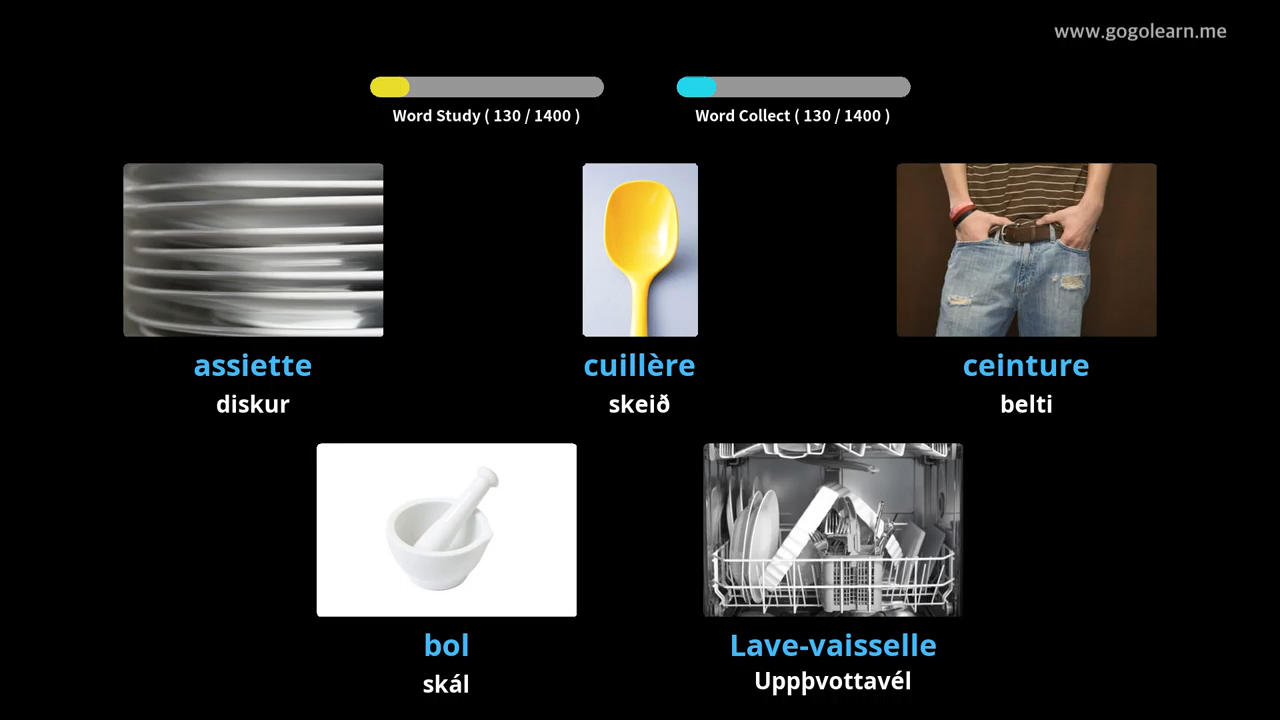 www.gogolearn.me
Word Study ( 130 / 1400 )
Word Collect ( 130 / 1400 )
assiette
cuillère
ceinture
diskur
skeið
belti
bol
Lave-vaisselle
skál
Uppþvottavél